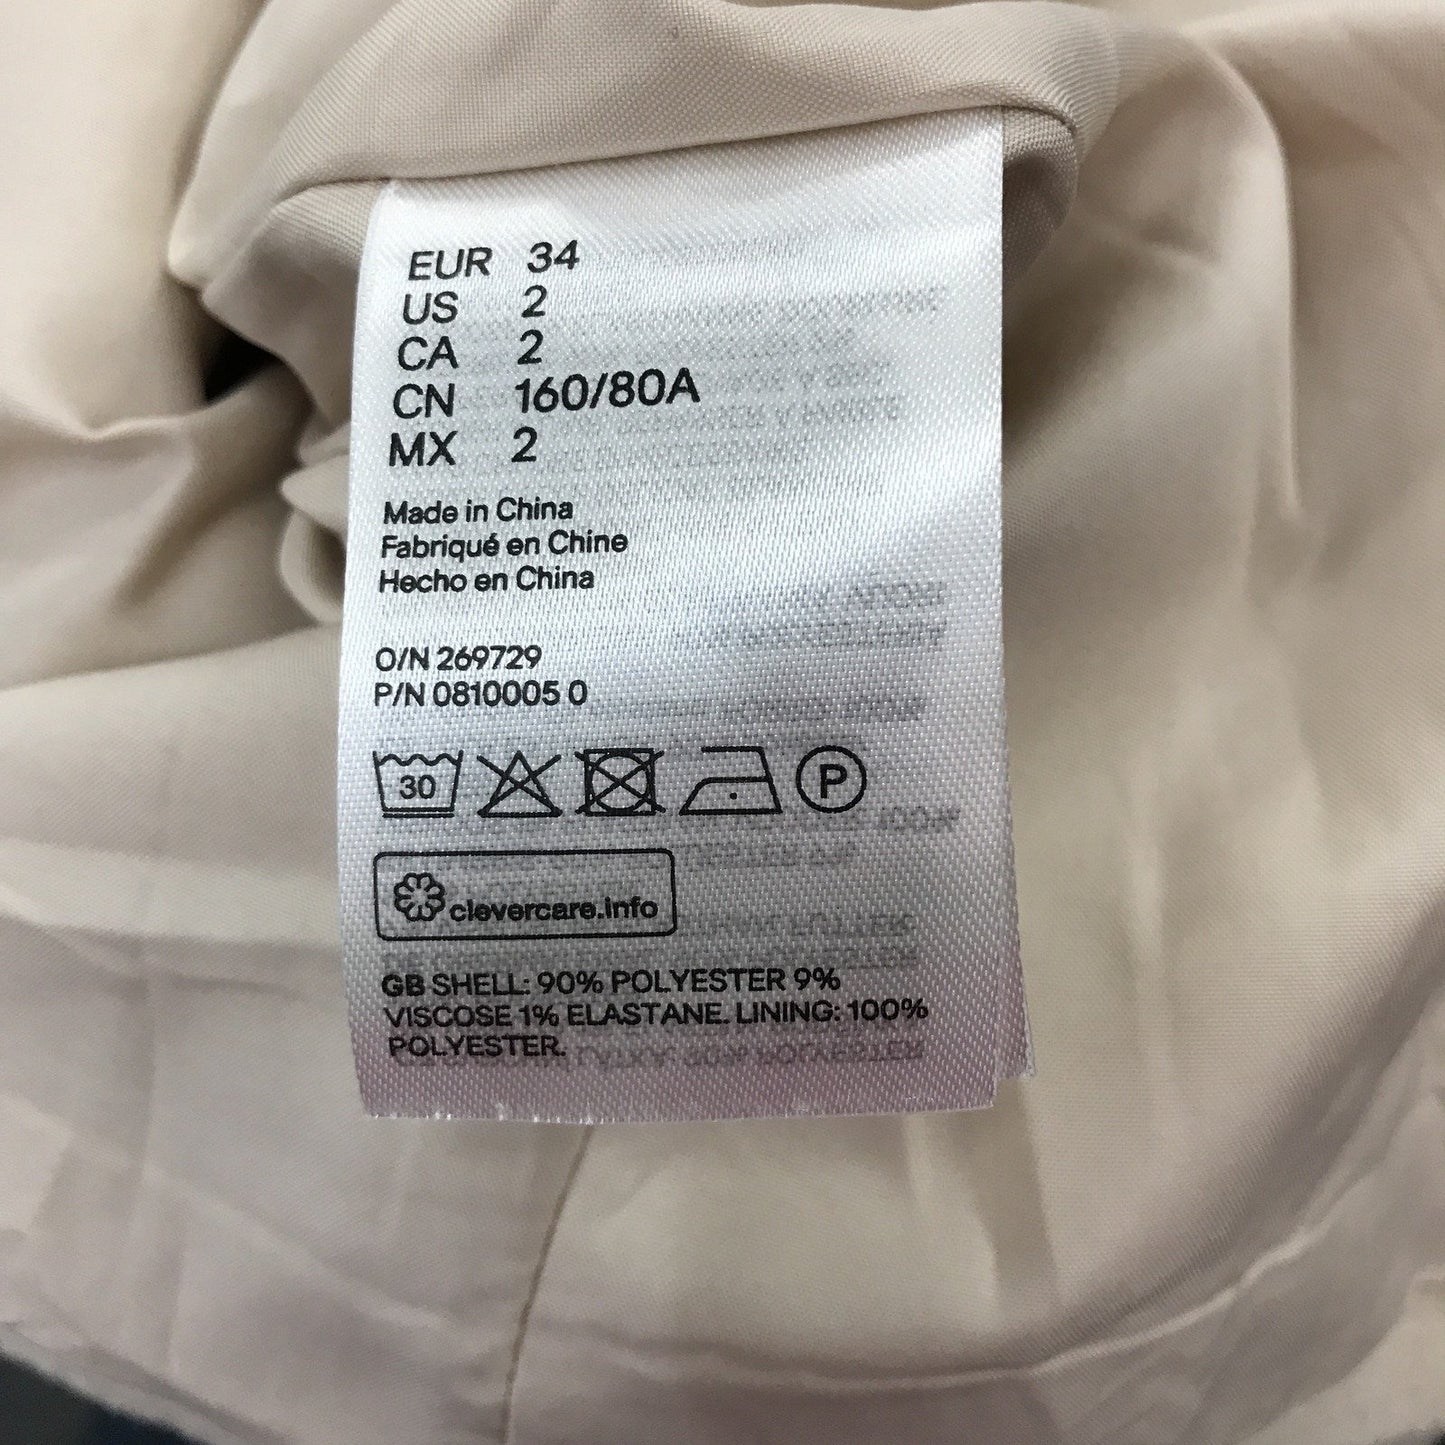 EUR 34
US 2
CA 2
CN 160/80A
MX 2
Made in China
Fabriqué en Chine
Hecho en China
O/N 269729
P/N 0810005 0
30
P
clevercare.info
GB SHELL: 90% POLYESTER 9%
VISCOSE 1% ELASTANE. LINING: 100%
POLYESTER.